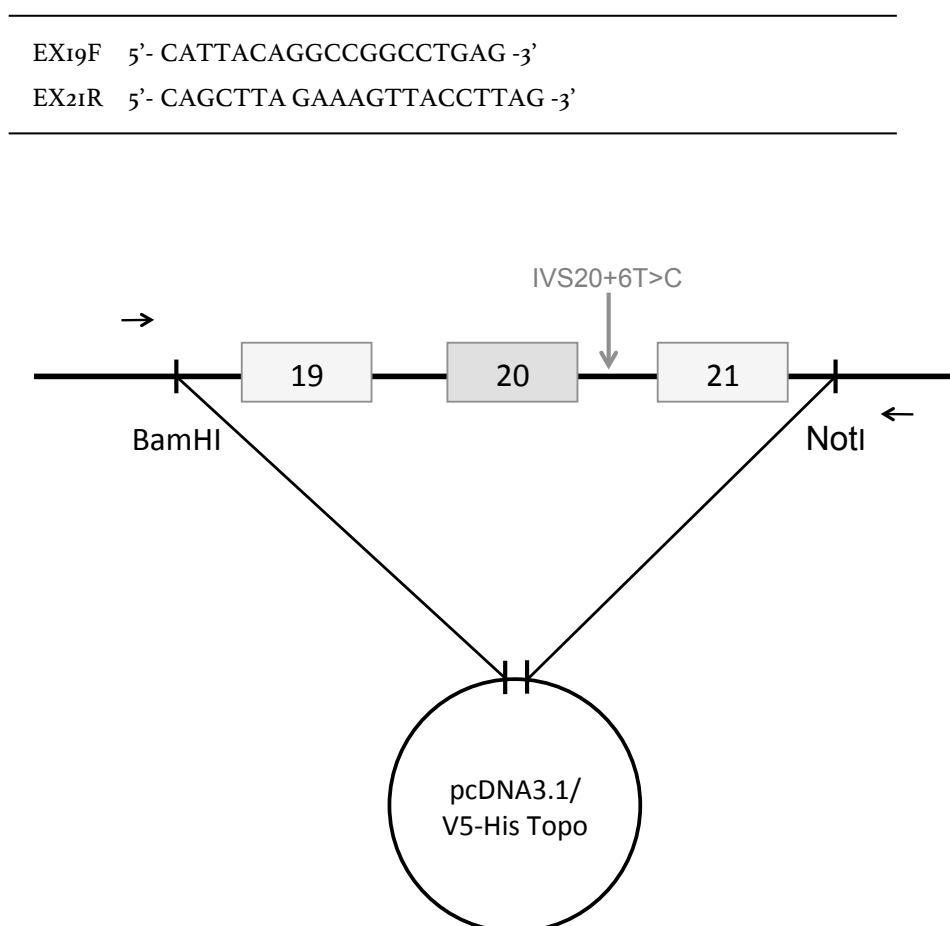 EX19F 5'- CATTACAGGCCGGCCTGAG -3'
EX21R 5'- CAGCTTA GAAAGTTACCTTAG -3'
IVS20+6T>C
19 20 21
BamHI NotI
pcDNA3.1/
V5-His Topo